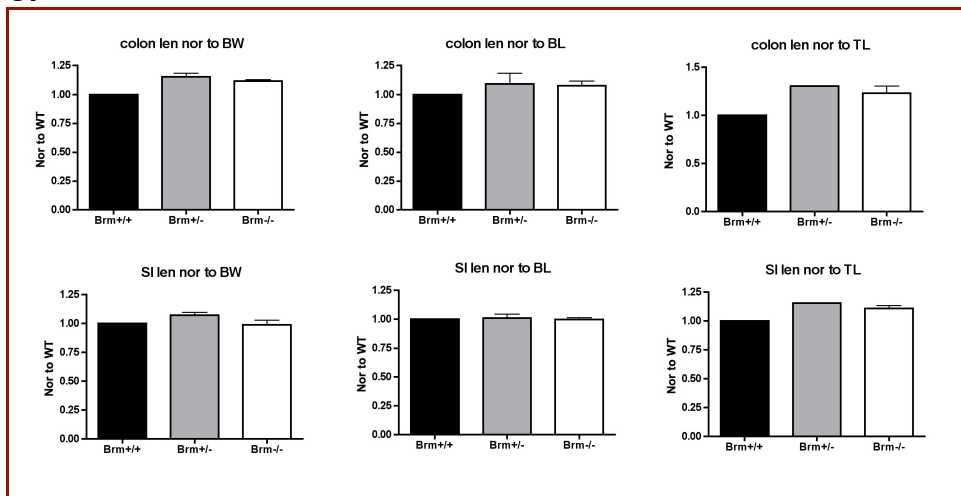 colon len nor to BW
Nor to WT
1.25
1.00
0.75
0.50
0.25
0.00
Brm+/+ Brm+/- Brm-/-
colon len nor to BL
Nor to WT
1.25
1.00
0.75
0.50
0.25
0.00
Brm+/+ Brm+/- Brm-/-
colon len nor to TL
Nor to WT
1.5
1.0
0.5
0.0
Brm+/+ Brm+/- Brm-/-
SI len nor to BW
Nor to WT
1.25
1.00
0.75
0.50
0.25
0.00
Brm+/+ Brm+/- Brm-/-
SI len nor to BL
Nor to WT
1.25
1.00
0.75
0.50
0.25
0.00
Brm+/+ Brm+/- Brm-/-
SI len nor to TL
Nor to WT
1.25
1.00
0.75
0.50
0.25
0.00
Brm+/+ Brm+/- Brm-/-